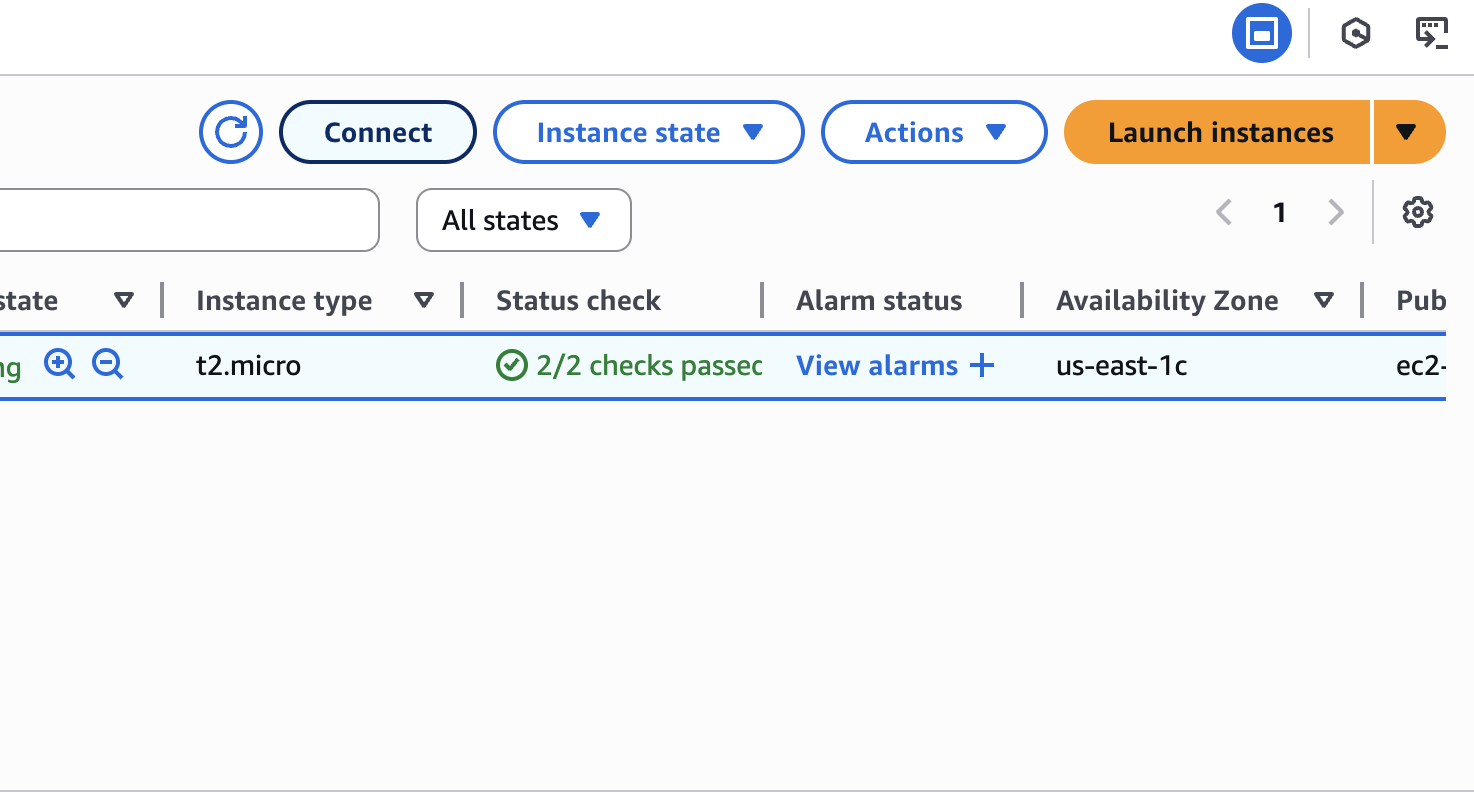 Connect Instance state Actions Launch instances
All states 1
state Instance type Status check Alarm status Availability Zone Pub
ng t2.micro 2/2 checks passed View alarms us-east-1c ec2-